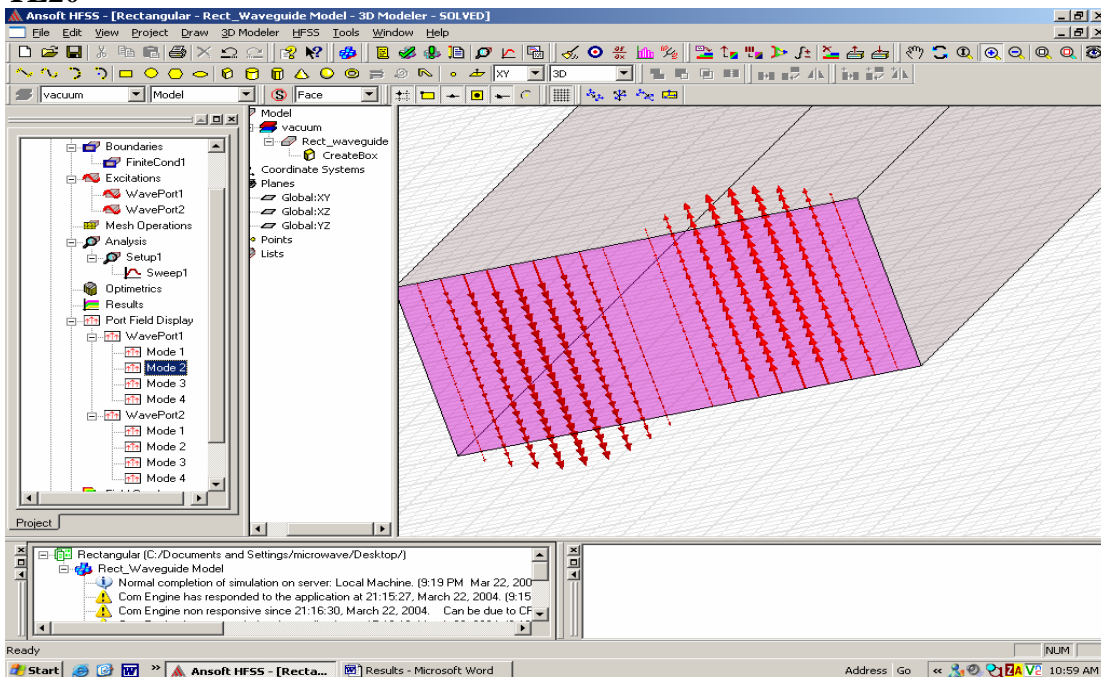 Ansoft HFSS - [Rectangular - Rect_Waveguide Model - 3D Modeler - SOLVED]
File Edit View Project Draw 3D Modeler HFSS Tools Window Help
XY 3D
vacuum Model Face
Boundaries
FiniteCond1
Excitations
WavePort1
WavePort2
Mesh Operations
Analysis
Setup1
Sweep1
Optimetrics
Results
Port Field Display
WavePort1
Mode 1
Mode 2
Mode 3
Mode 4
WavePort2
Mode 1
Mode 2
Mode 3
Mode 4
Project
Model
vacuum
Rect_waveguide
CreateBox
Coordinate Systems
Planes
Global:XY
Global:XZ
Global:YZ
Points
Lists
Rectangular (C:/Documents and Settings/microwave/Desktop/)
Rect_Waveguide Model
Normal completion of simulation on server: Local Machine. (9:19 PM Mar 22, 200
Com Engine has responded to the application at 21:15:27, March 22, 2004. (9:15
Com Engine non responsive since 21:16:30, March 22, 2004. Can be due to CF
Ready NUM
Start W » Ansoft HFSS - [Recta... Results - Microsoft Word Address Go « ZA V2 10:59 AM